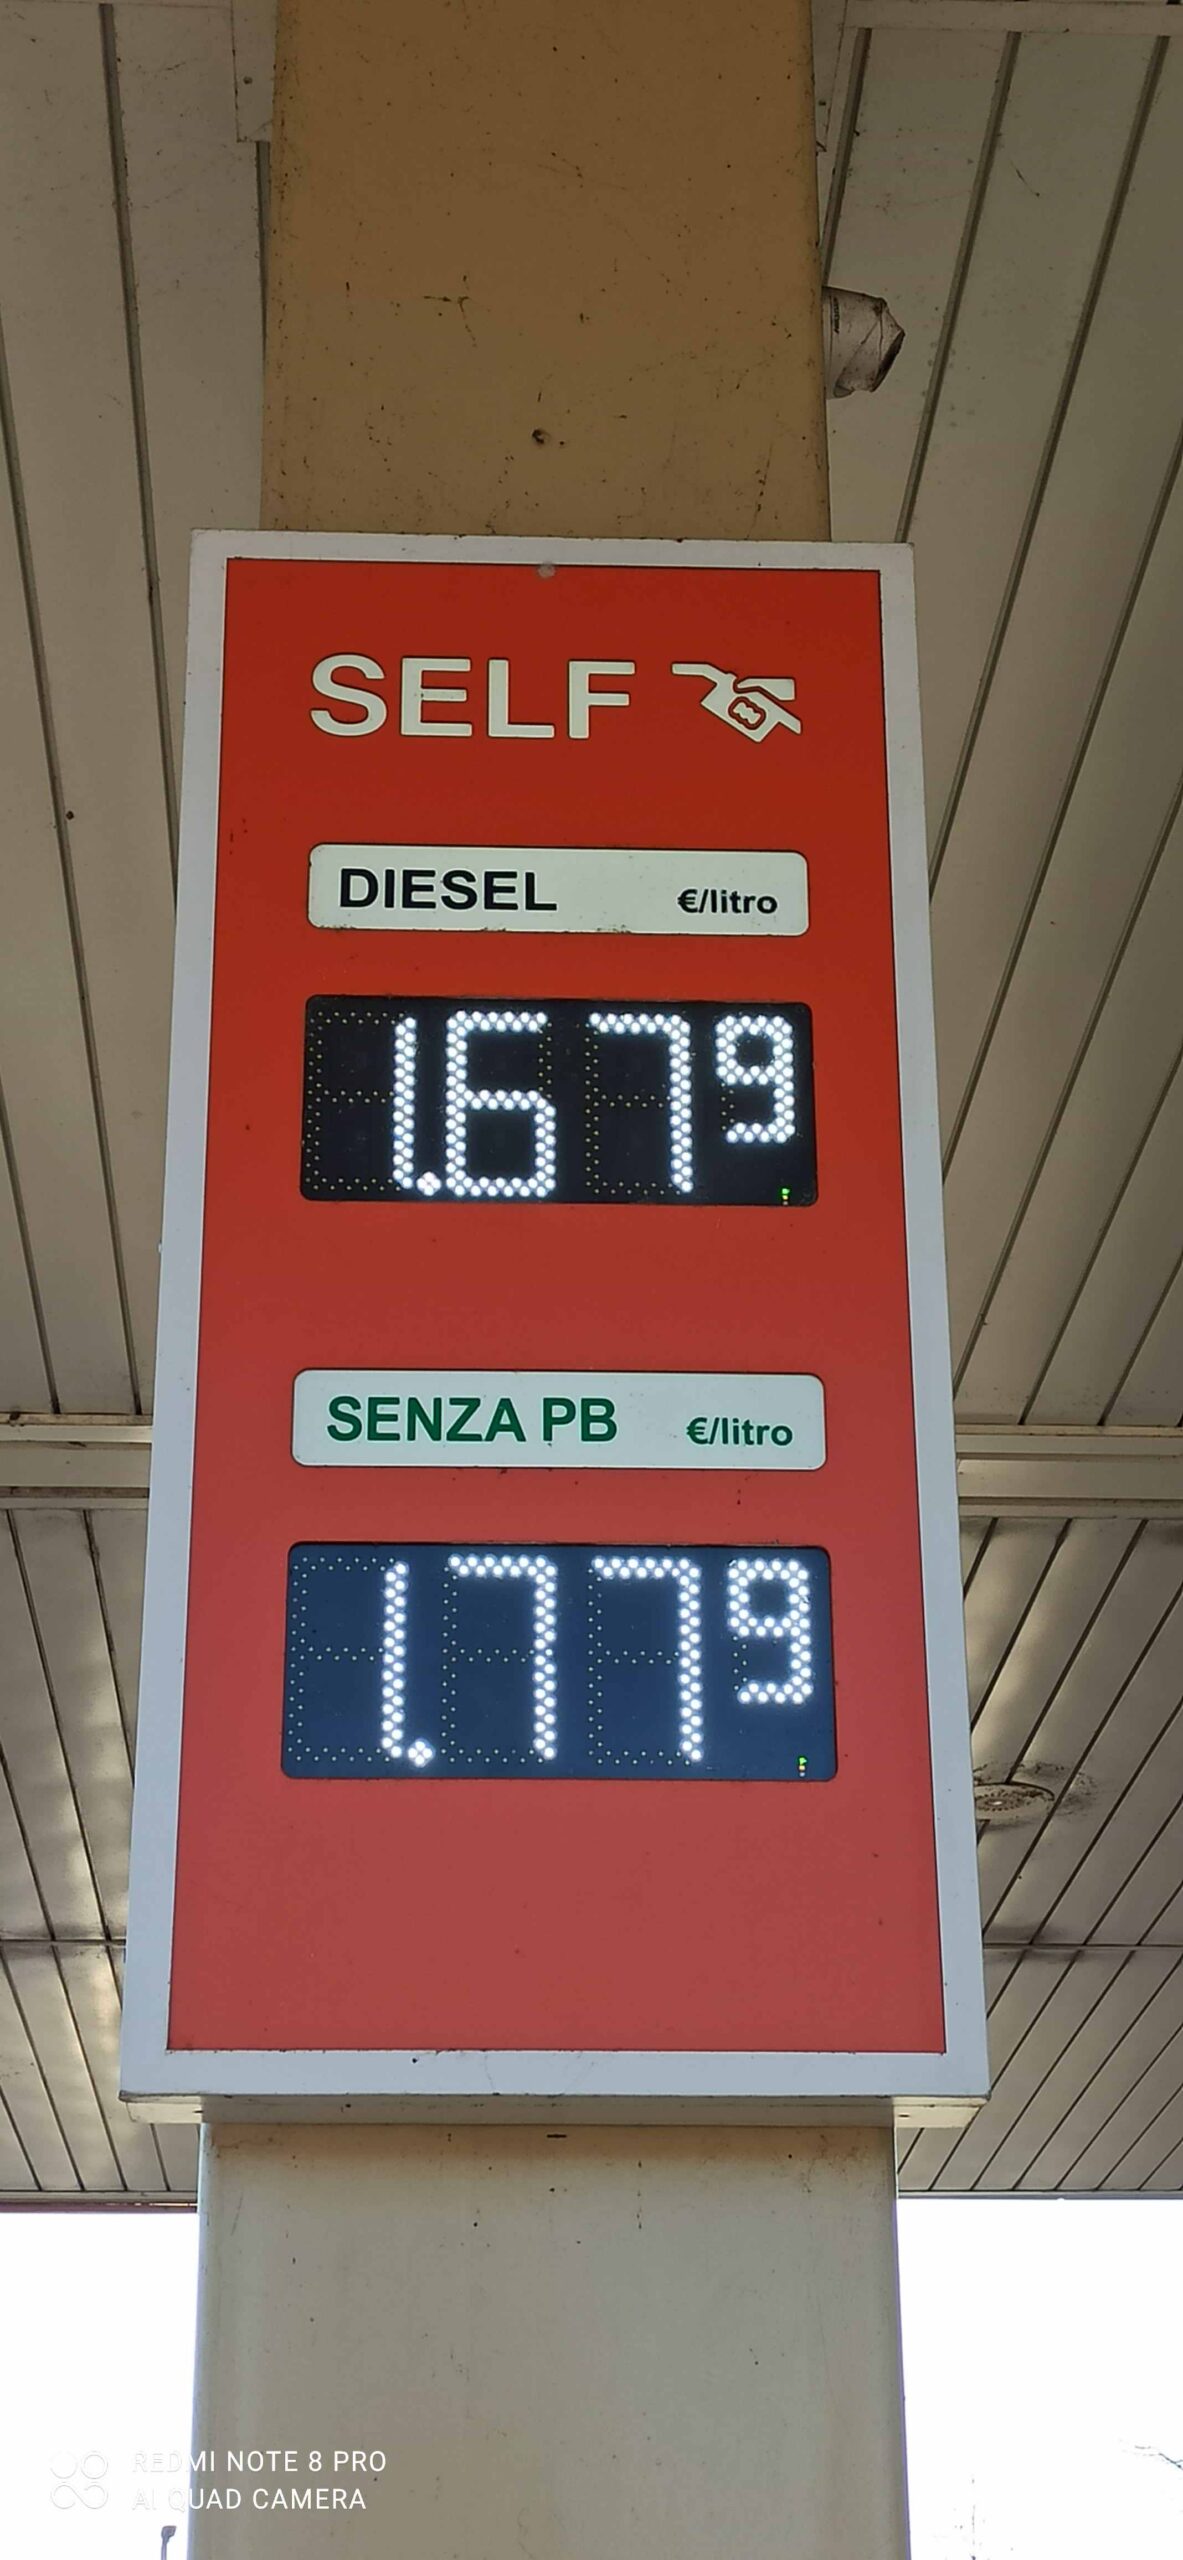 SELF
DIESEL €/litro
1.679
SENZA PB €/litro
1.779
REDMI NOTE 8 PRO
AI QUAD CAMERA